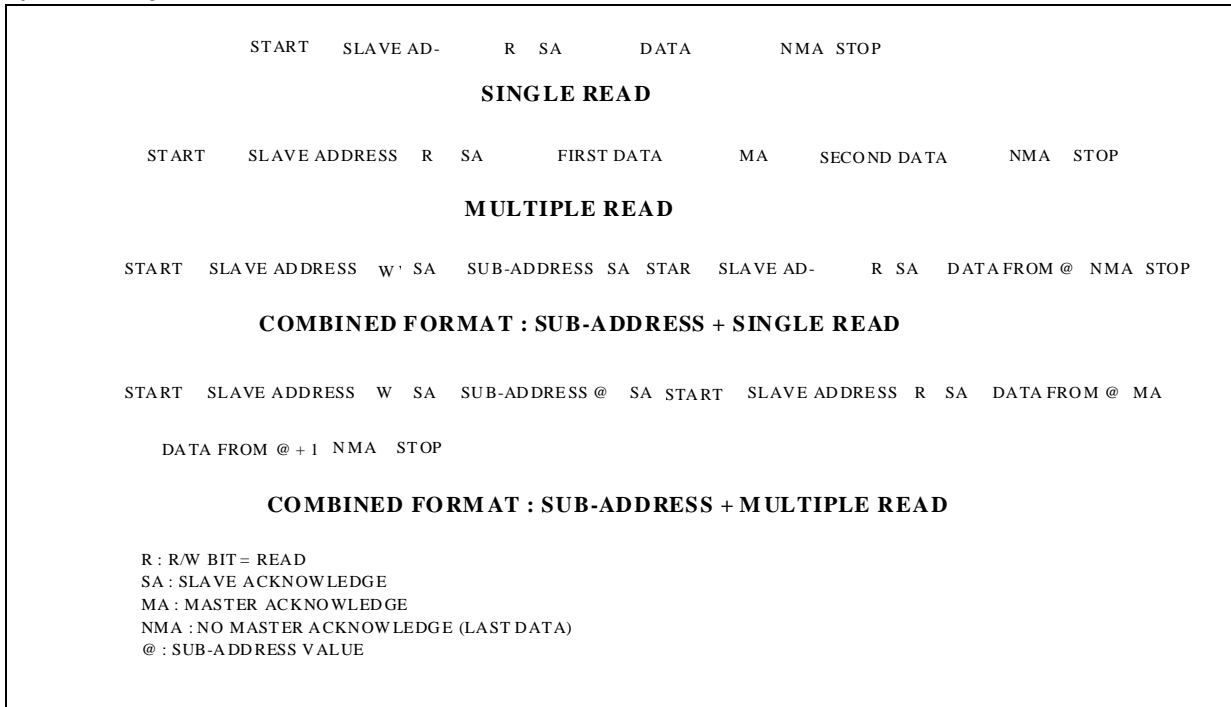 START SLAVE AD- R SA DATA NMA STOP
SINGLE READ
START SLAVE ADDRESS R SA FIRST DATA MA SECOND DATA NMA STOP
MULTIPLE READ
START SLAVE ADDRESS W' SA SUB-ADDRESS SA STAR SLAVE AD- R SA DATA FROM @ NMA STOP
COMBINED FORMAT : SUB-ADDRESS + SINGLE READ
START SLAVE ADDRESS W SA SUB-ADDRESS @ SA START SLAVE ADDRESS R SA DATA FROM @ MA
DATA FROM @ + 1 NMA STOP
COMBINED FORMAT : SUB-ADDRESS + MULTIPLE READ
R : R/W BIT = READ
SA : SLAVE ACKNOWLEDGE
MA : MASTER ACKNOWLEDGE
NMA : NO MASTER ACKNOWLEDGE (LAST DATA)
@ : SUB-ADDRESS VALUE